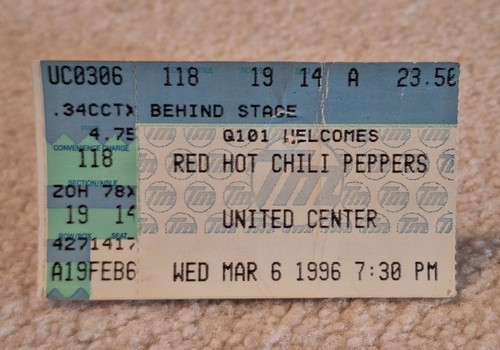 UC0306 118 19 14 A 23.50
.34CCTX BEHIND STAGE
4.75 Q101 WELCOMES
CONVENIENCE CHARGE
118 RED HOT CHILI PEPPERS
SECTION/AISLE
ZOH 78X
19 14 UNITED CENTER
ROW/BOX SEAT
4271417
A19FEB6 WED MAR 6 1996 7:30 PM